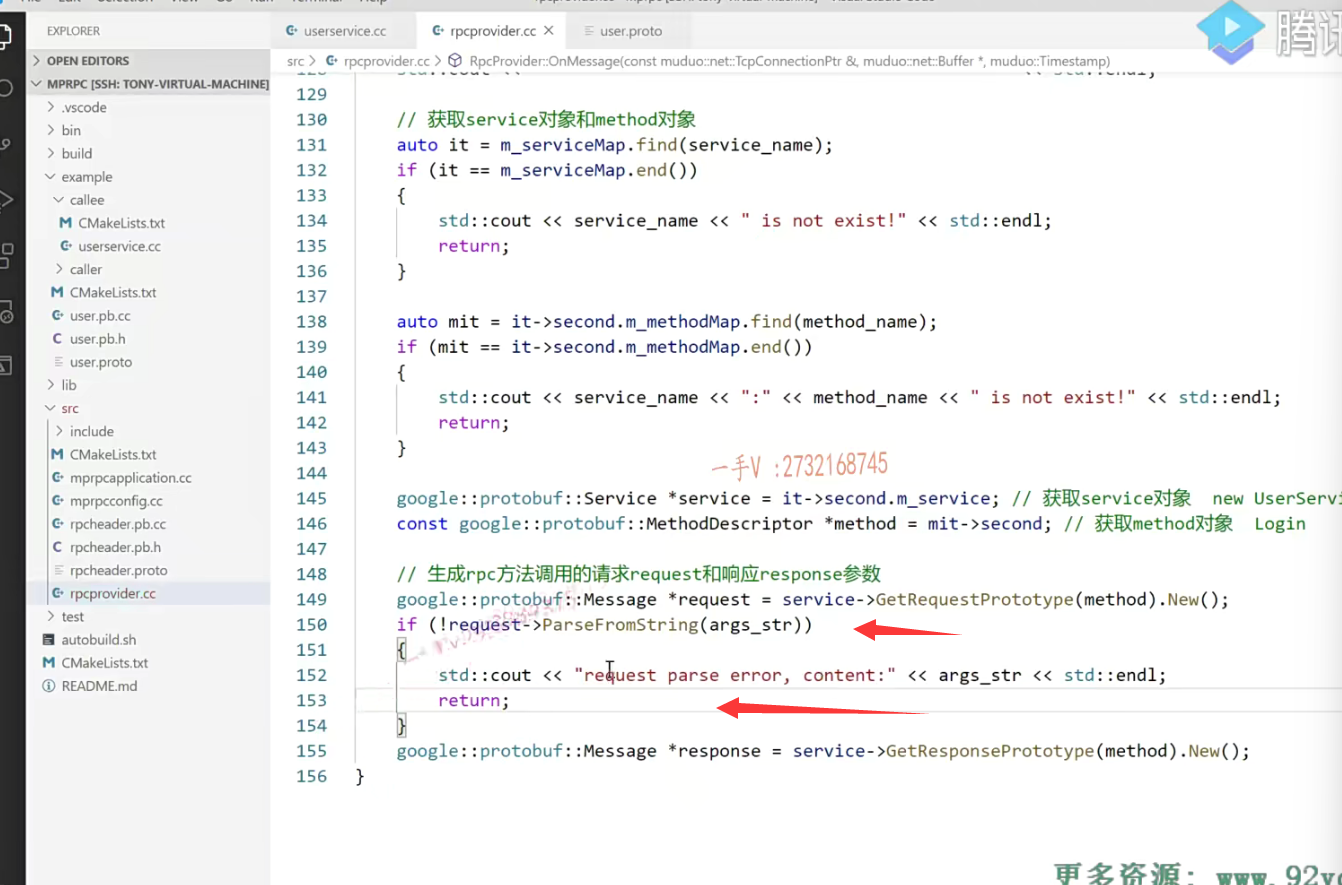 EXPLORER
userservice.cc
rpcprovider.cc
user.proto
腾讯
OPEN EDITORS
src > rpcprovider.cc > RpcProvider::OnMessage(const muduo::net::TcpConnectionPtr &, muduo::net::Buffer *, muduo::Timestamp)
MPRPC [SSH: TONY-VIRTUAL-MACHINE]
.vscode
bin
build
example
callee
CMakeLists.txt
userservice.cc
caller
CMakeLists.txt
user.pb.cc
user.pb.h
user.proto
lib
src
include
CMakeLists.txt
mprpcapplication.cc
mprpcconfig.cc
rpcheader.pb.cc
rpcheader.pb.h
rpcheader.proto
rpcprovider.cc
test
autobuild.sh
CMakeLists.txt
README.md
129
130 // 获取service对象和method对象
131 auto it = m_serviceMap.find(service_name);
132 if (it == m_serviceMap.end())
133 {
134 std::cout << service_name << " is not exist!" << std::endl;
135 return;
136 }
137
138 auto mit = it->second.m_methodMap.find(method_name);
139 if (mit == it->second.m_methodMap.end())
140 {
141 std::cout << service_name << ":" << method_name << " is not exist!" << std::endl;
142 return;
143 }
一手V :2732168745
144
145 google::protobuf::Service *service = it->second.m_service; // 获取service对象 new UserServi
146 const google::protobuf::MethodDescriptor *method = mit->second; // 获取method对象 Login
147
148 // 生成rpc方法调用的请求request和响应response参数
149 google::protobuf::Message *request = service->GetRequestPrototype(method).New();
150 if (!request->ParseFromString(args_str))
151 {
152 std::cout << "request parse error, content:" << args_str << std::endl;
153 return;
154 }
155 google::protobuf::Message *response = service->GetResponsePrototype(method).New();
156 }
更多资源: www.92